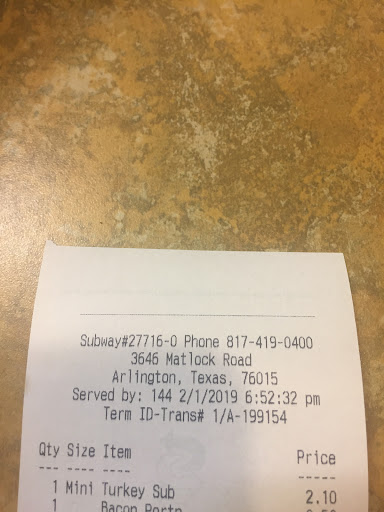 Subway#27716-0 Phone 817-419-0400
3646 Matlock Road
Arlington, Texas, 76015
Served by: 144 2/1/2019 6:52:32 pm
Term ID-Trans# 1/A-199154
Qty Size Item Price
--- ---- ---- -----
1 Mini Turkey Sub 2.10
1 Bacon